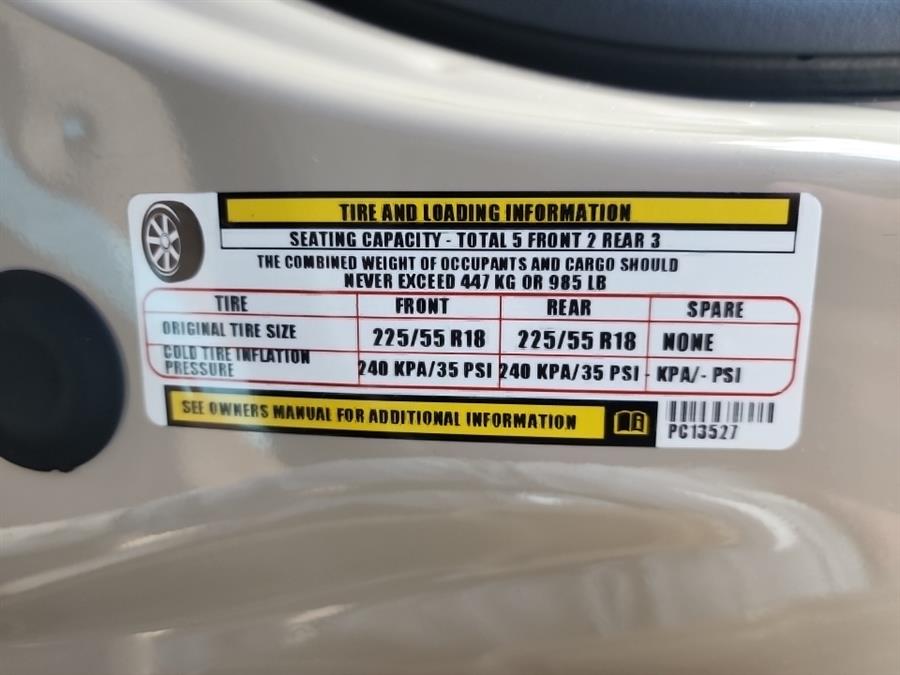 TIRE AND LOADING INFORMATION
SEATING CAPACITY - TOTAL 5 FRONT 2 REAR 3
THE COMBINED WEIGHT OF OCCUPANTS AND CARGO SHOULD
NEVER EXCEED 447 KG OR 985 LB
TIRE FRONT REAR SPARE
ORIGINAL TIRE SIZE 225/55 R18 225/55 R18 NONE
COLD TIRE INFLATION
PRESSURE 240 KPA/35 PSI 240 KPA/35 PSI - KPA/- PSI
SEE OWNERS MANUAL FOR ADDITIONAL INFORMATION
PC13527